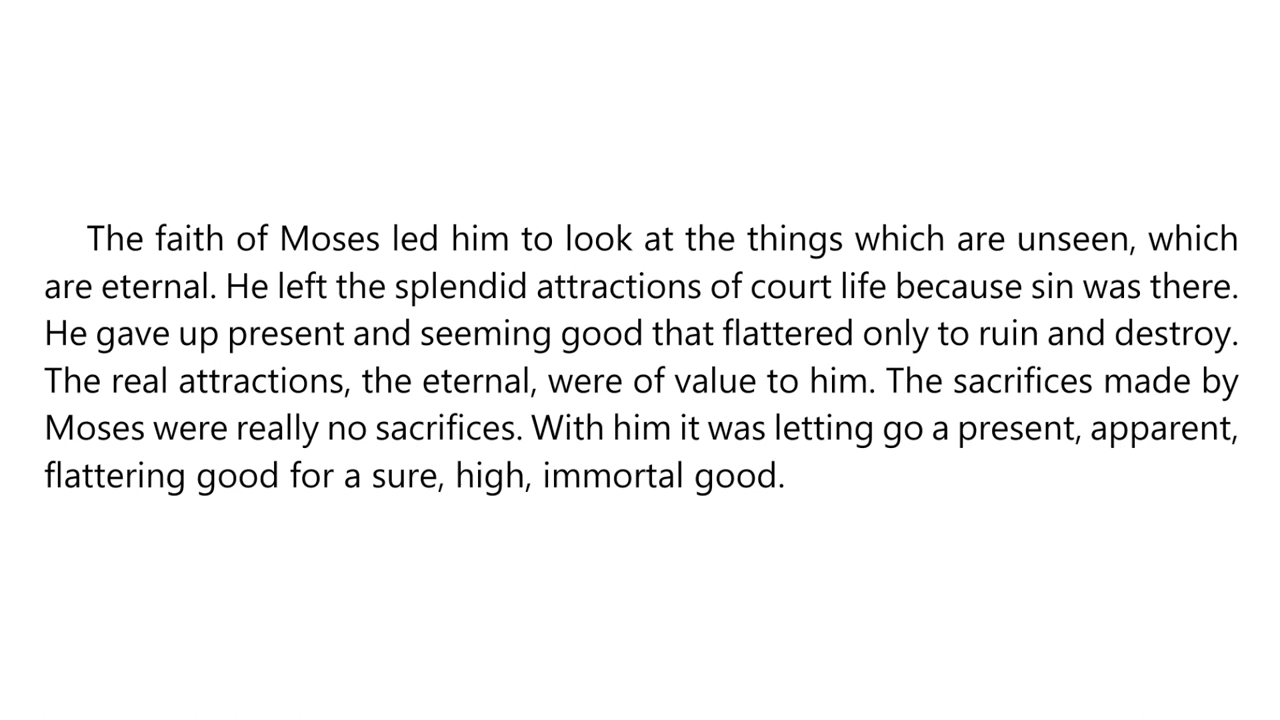 The faith of Moses led him to look at the things which are unseen, which
are eternal. He left the splendid attractions of court life because sin was there.
He gave up present and seeming good that flattered only to ruin and destroy.
The real attractions, the eternal, were of value to him. The sacrifices made by
Moses were really no sacrifices. With him it was letting go a present, apparent,
flattering good for a sure, high, immortal good.